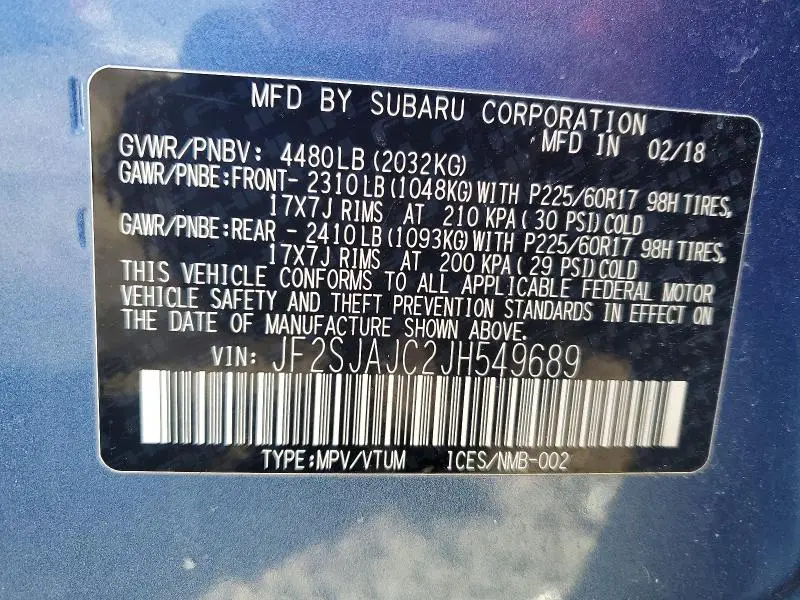 MFD BY SUBARU CORPORATION
MFD IN 02/18
GVWR/PNBV: 4480LB(2032KG)
GAWR/PNBE:FRONT- 2310LB(1048KG)WITH P225/60R17 98H TIRES,
17X7J RIMS AT 210 KPA(30 PSI)COLD
GAWR/PNBE:REAR - 2410LB(1093KG)WITH P225/60R17 98H TIRES,
17X7J RIMS AT 200 KPA(29 PSI)COLD
THIS VEHICLE CONFORMS TO ALL APPLICABLE FEDERAL MOTOR
VEHICLE SAFETY AND THEFT PREVENTION STANDARDS IN EFFECT ON
THE DATE OF MANUFACTURE SHOWN ABOVE.
VIN: JF2SJAJC2JH549689
TYPE:MPV/VTUM ICES/NMB-002